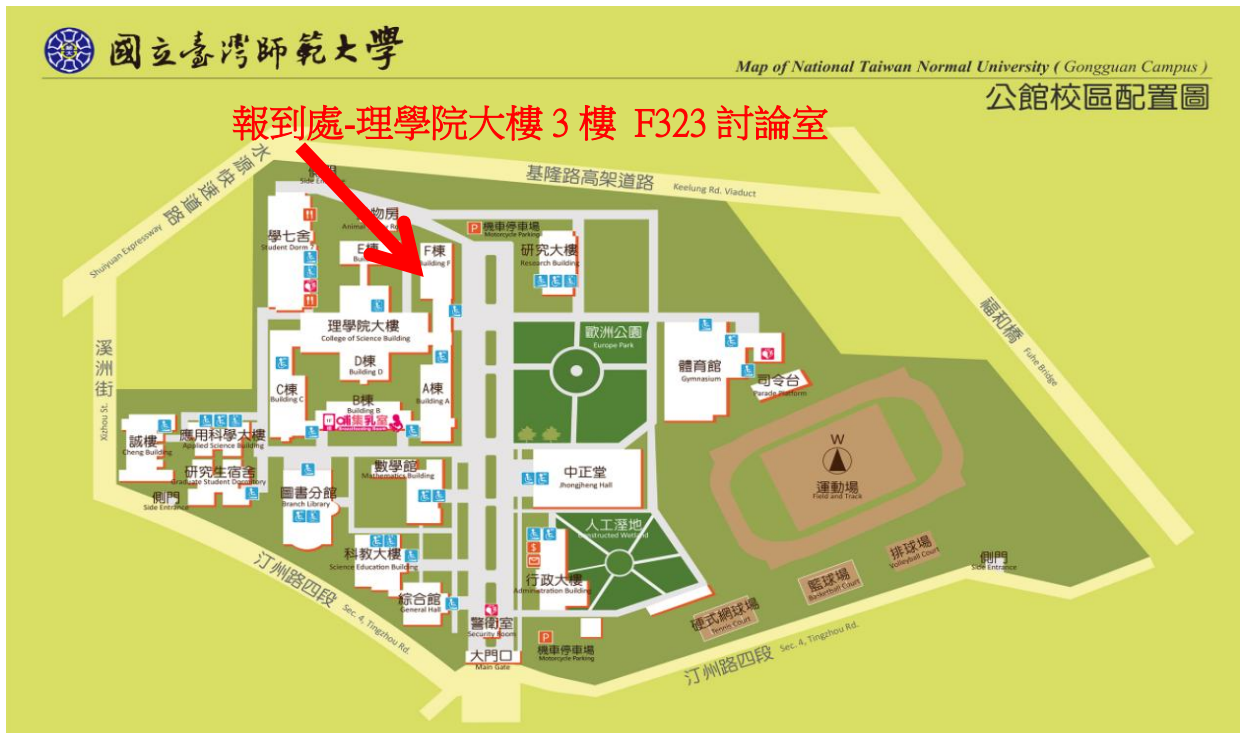 國立臺灣師範大學
Map of National Taiwan Normal University ( Gongguan Campus )
公館校區配置圖
報到處-理學院大樓 3 樓 F323 討論室
水源快速道路
Shuiyuan Expressway
基隆路高架道路
Keelung Rd. Viaduct
福和橋
Fuhe Bridge
側門
物房
P 機車停車場
Motorcycle Parking
學七舍
Student Dorm 7
E棟
F棟
Building F
研究大樓
Research Building
理學院大樓
College of Science Building
歐洲公園
Europe Park
體育館
Gymnasium
司令台
Parade Platform
溪洲街
Xizhou St.
D棟
Building D
C棟
Building C
A棟
Building A
B棟
Building B
哺集乳室
誠樓
Cheng Building
應用科學大樓
Applied Science Building
研究生宿舍
Graduate Student Dormitory
側門
Side Entrance
圖書分館
Branch Library
數學館
Mathematics Building
中正堂
Jhongjheng Hall
W
運動場
Field and Track
人工溼地
Constructed Wetland
科教大樓
Science Education Building
$
行政大樓
Administration Building
排球場
Volleyball Court
籃球場
Basketball Court
側門
Side Entrance
綜合館
General Hall
硬式網球場
Tennis Court
警衛室
Security Room
大門口
Main Gate
P
機車停車場
Motorcycle Parking
汀州路四段
Sec. 4, Tingzhou Rd.
汀州路四段 Sec. 4, Tingzhou Rd.